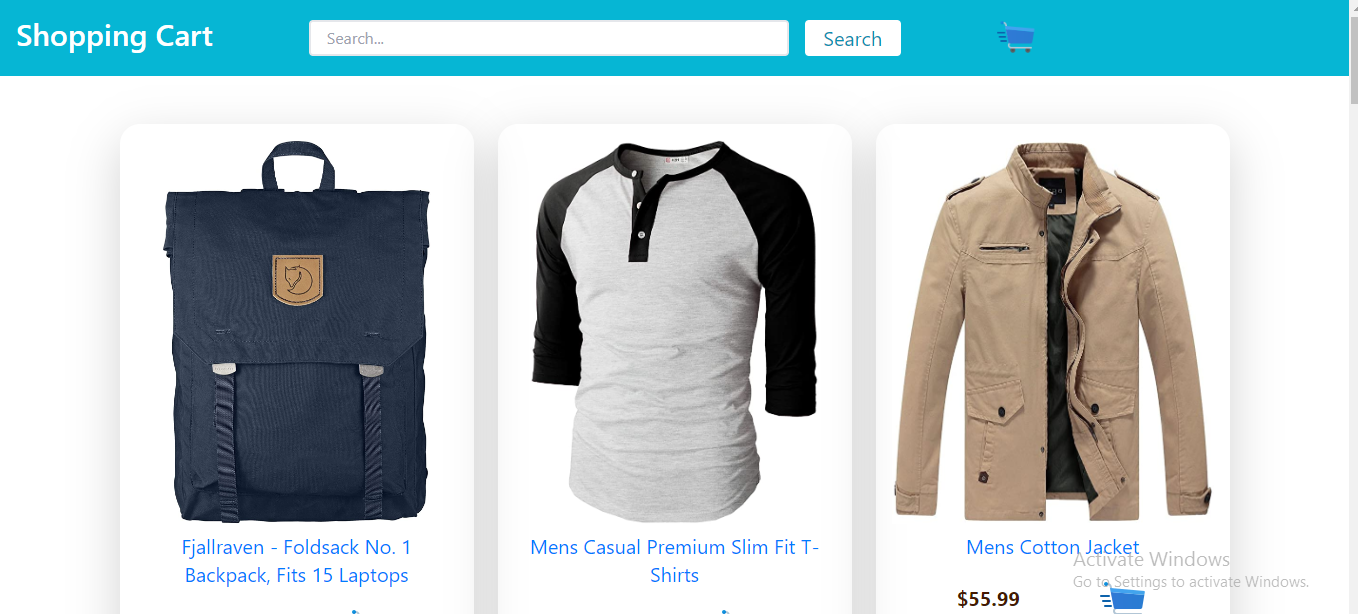 Shopping Cart
Search...
Search
Fjallraven - Foldsack No. 1
Backpack, Fits 15 Laptops
Mens Casual Premium Slim Fit T-
Shirts
Mens Cotton Jacket
$55.99
Activate Windows
Go to Settings to activate Windows.